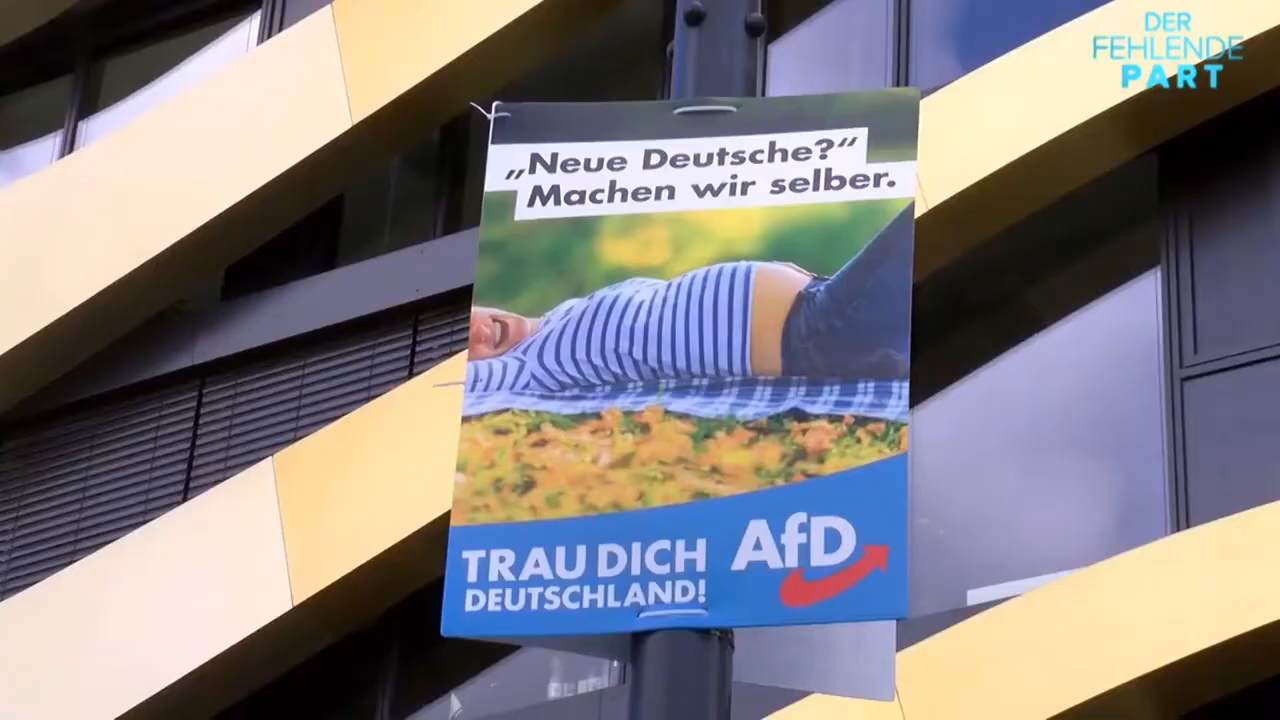 DER
FEHLENDE
PART
„Neue Deutsche?“
Machen wir selber.
TRAU DICH
DEUTSCHLAND!
AfD